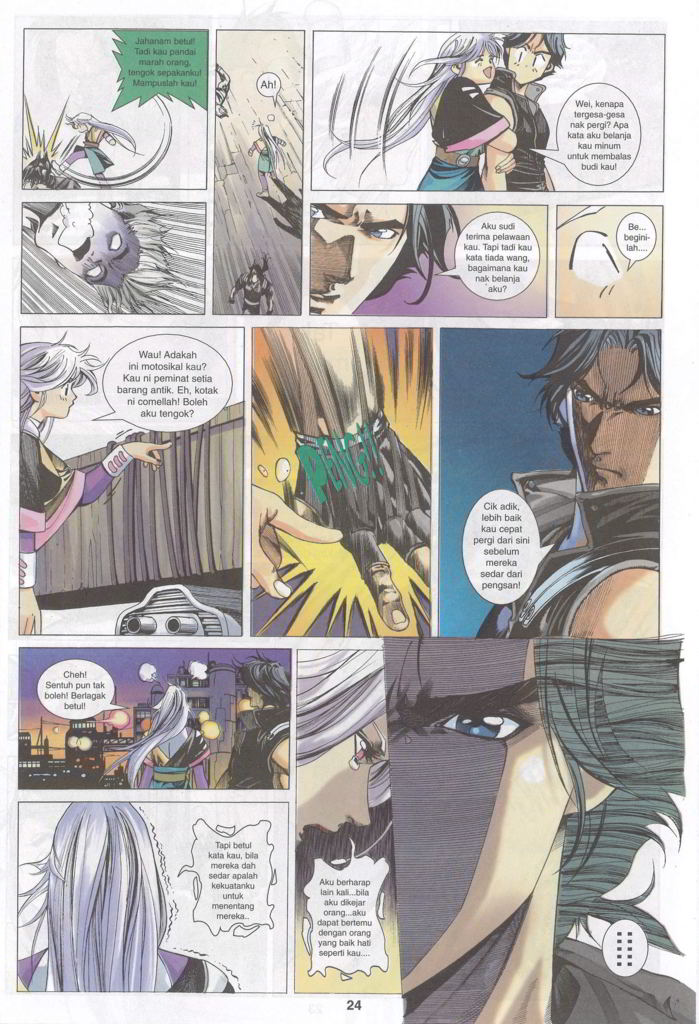 Jahanam betul!
Tadi kau pandai
marah orang,
tengok sepakanku!
Mampuslah kau!
Ah!
Wei, kenapa
tergesa-gesa
nak pergi? Apa
kata aku belanja
kau minum
untuk membalas
budi kau!
Aku sudi
terima pelawaan
kau. Tapi tadi kau
kata tiada wang,
bagaimana kau
nak belanja
aku?
Be...
begini-
lah....
Wau! Adakah
ini motosikal kau?
Kau ni peminat setia
barang antik. Eh, kotak
ni comellah! Boleh
aku tengok?
PENG!!
Cik adik,
lebih baik
kau cepat
pergi dari sini
sebelum
mereka
sedar dari
pengsan!
Cheh!
Sentuh pun tak
boleh! Berlagak
betul!
Tapi betul
kata kau, bila
mereka dah
sedar apalah
kekuatanku
untuk
menentang
mereka..
Aku berharap
lain kali...bila
aku dikejar
orang...aku
dapat bertemu
dengan orang
yang baik hati
seperti kau....
24